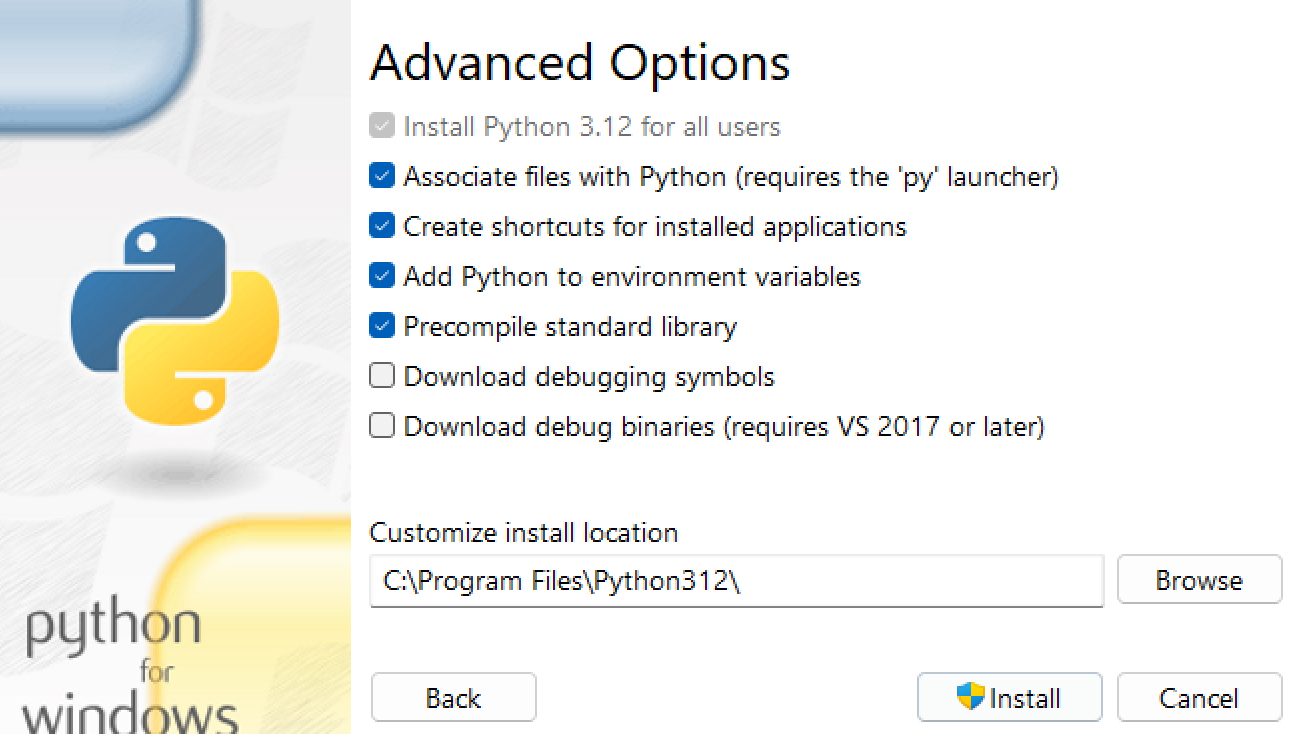 Advanced Options
Install Python 3.12 for all users
Associate files with Python (requires the 'py' launcher)
Create shortcuts for installed applications
Add Python to environment variables
Precompile standard library
Download debugging symbols
Download debug binaries (requires VS 2017 or later)
Customize install location
C:\Program Files\Python312\
Browse
python
for
windows
Back
Install
Cancel